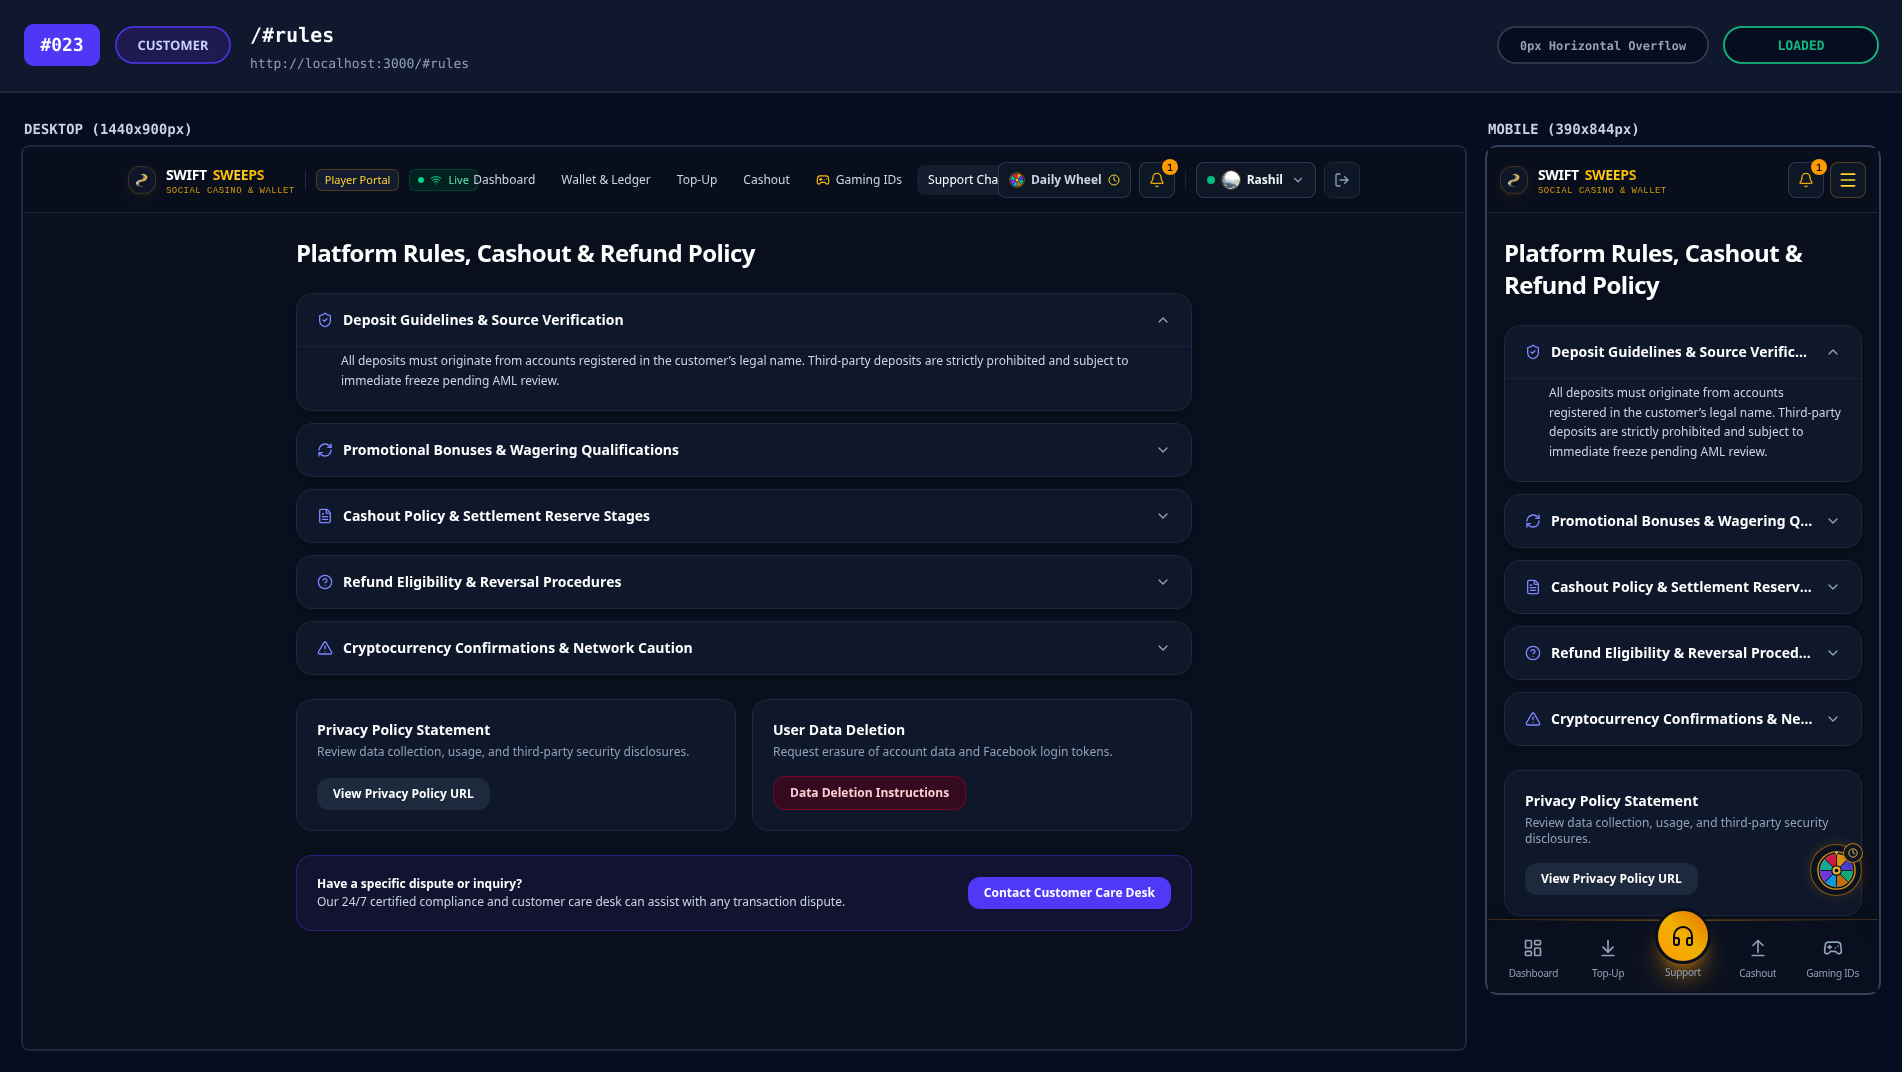 #023
CUSTOMER
/#rules
http://localhost:3000/#rules
0px Horizontal Overflow
LOADED
DESKTOP (1440x900px)
SWIFT SWEEPS
SOCIAL CASINO & WALLET
Player Portal
Live
Dashboard
Wallet & Ledger
Top-Up
Cashout
Gaming IDs
Support Cha
Daily Wheel
1
Rashil
Platform Rules, Cashout & Refund Policy
Deposit Guidelines & Source Verification
All deposits must originate from accounts registered in the customer's legal name. Third-party deposits are strictly prohibited and subject to
immediate freeze pending AML review.
Promotional Bonuses & Wagering Qualifications
Cashout Policy & Settlement Reserve Stages
Refund Eligibility & Reversal Procedures
Cryptocurrency Confirmations & Network Caution
Privacy Policy Statement
Review data collection, usage, and third-party security disclosures.
View Privacy Policy URL
User Data Deletion
Request erasure of account data and Facebook login tokens.
Data Deletion Instructions
Have a specific dispute or inquiry?
Our 24/7 certified compliance and customer care desk can assist with any transaction dispute.
Contact Customer Care Desk
MOBILE (390x844px)
SWIFT SWEEPS
SOCIAL CASINO & WALLET
1
Platform Rules, Cashout &
Refund Policy
Deposit Guidelines & Source Verific...
All deposits must originate from accounts
registered in the customer's legal name. Third-party
deposits are strictly prohibited and subject to
immediate freeze pending AML review.
Promotional Bonuses & Wagering Q...
Cashout Policy & Settlement Reserv...
Refund Eligibility & Reversal Proced...
Cryptocurrency Confirmations & Ne...
Privacy Policy Statement
Review data collection, usage, and third-party security
disclosures.
View Privacy Policy URL
Dashboard
Top-Up
Support
Cashout
Gaming IDs